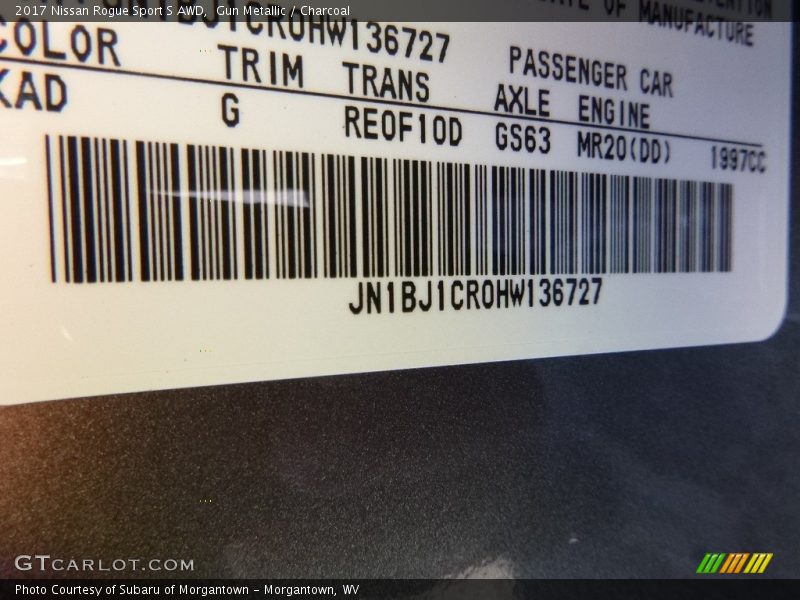 2017 Nissan Rogue Sport S AWD, Gun Metallic / Charcoal
OF MANUFACTURE
CR0HW136727
COLOR TRIM TRANS PASSENGER CAR
AXLE ENGINE
KAD G RE0F10D GS63 MR20(DD) 1997CC
JN1BJ1CR0HW136727
GTCARLOT.COM
Photo Courtesy of Subaru of Morgantown - Morgantown, WV